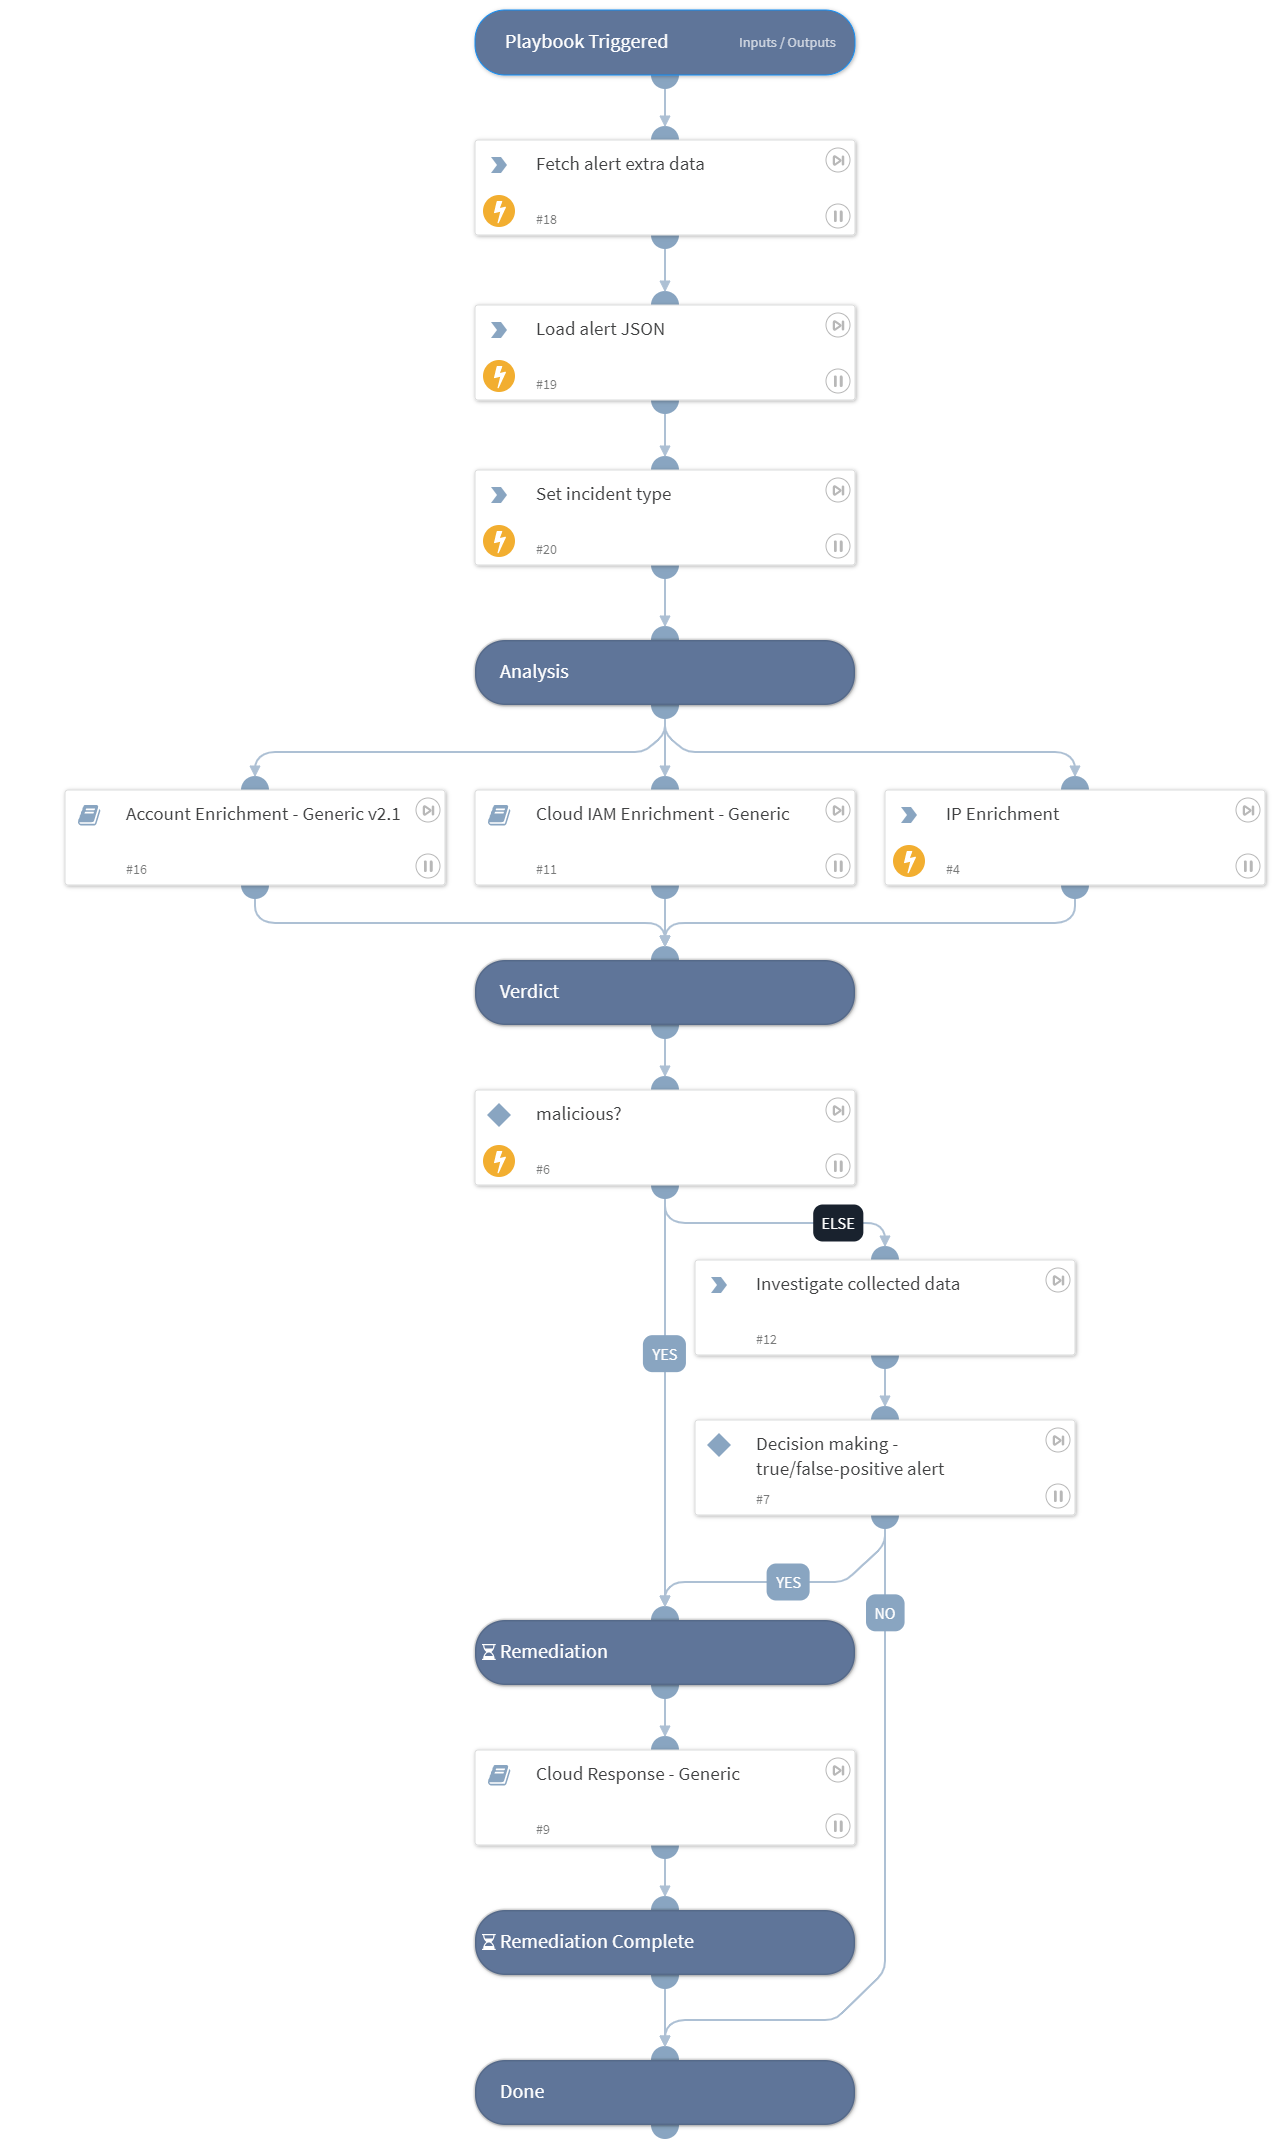 Playbook Triggered
Inputs / Outputs
Fetch alert extra data
#18
Load alert JSON
#19
Set incident type
#20
Analysis
Account Enrichment - Generic v2.1
#16
Cloud IAM Enrichment - Generic
#11
IP Enrichment
#4
Verdict
malicious?
#6
ELSE
Investigate collected data
#12
YES
Decision making -
true/false-positive alert
#7
YES
NO
Remediation
Cloud Response - Generic
#9
Remediation Complete
Done